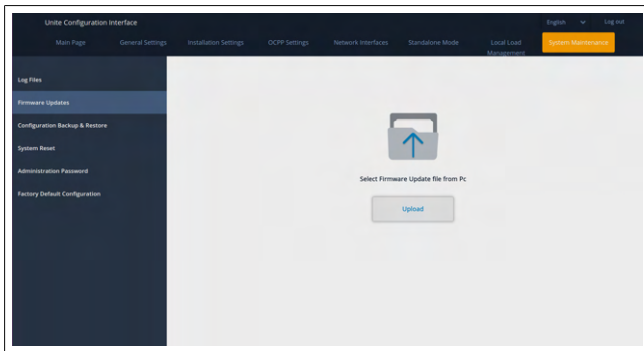 Unite Configuration Interface
English
Log out
Main Page
General Settings
Installation Settings
OCPP Settings
Network Interfaces
Standalone Mode
Local Load
Management
System Maintenance
Log Files
Firmware Updates
Configuration Backup & Restore
System Reset
Administration Password
Factory Default Configuration
Select Firmware Update file from Pc
Upload